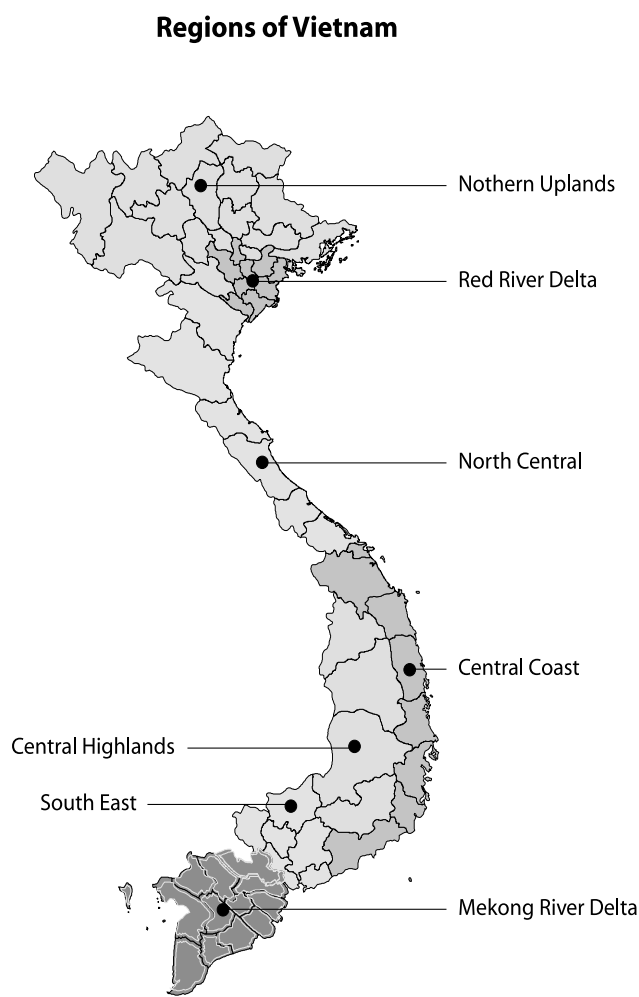 Regions of Vietnam
Nothern Uplands
Red River Delta
North Central
Central Coast
Central Highlands
South East
Mekong River Delta